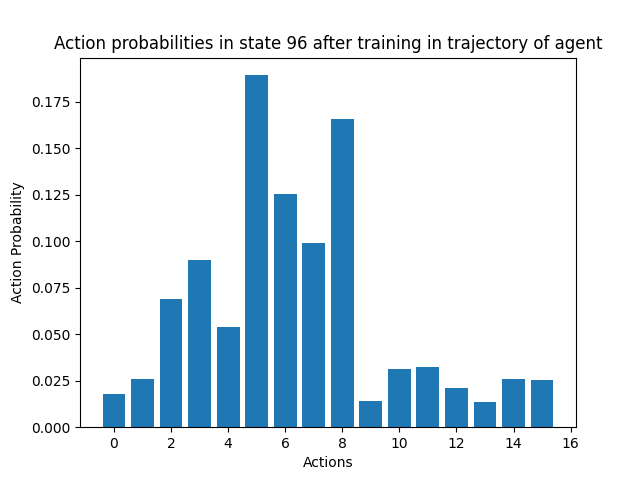 Action probabilities in state 96 after training in trajectory of agent
0.175
0.150
0.125
0.100
0.075
0.050
0.025
0.000
Action Probability
0 2 4 6 8 10 12 14 16
Actions